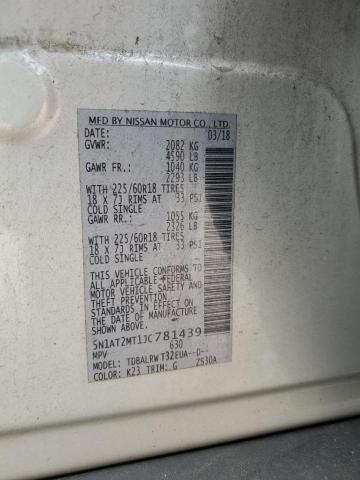 MFD BY NISSAN MOTOR CO., LTD.
DATE: 03/18
GVWR: 2082 KG
4590 LB
GAWR FR.: 1040 KG
2293 LB
WITH 225/60R18 TIRES
18 X 7J RIMS AT 33 PSI
COLD SINGLE
GAWR RR.: 1055 KG
2326 LB
WITH 225/60R18 TIRES
18 X 7J RIMS AT 33 PSI
COLD SINGLE
THIS VEHICLE CONFORMS TO
ALL APPLICABLE FEDERAL
MOTOR VEHICLE SAFETY AND
THEFT PREVENTION
STANDARDS IN EFFECT ON
THE DATE OF MANUFACTURE
SHOWN ABOVE.
5N1AT2MT1JC781439
MPV 630
TDBALRW T32EUA--D--
COLOR: K23 TRIM: G ZS30A